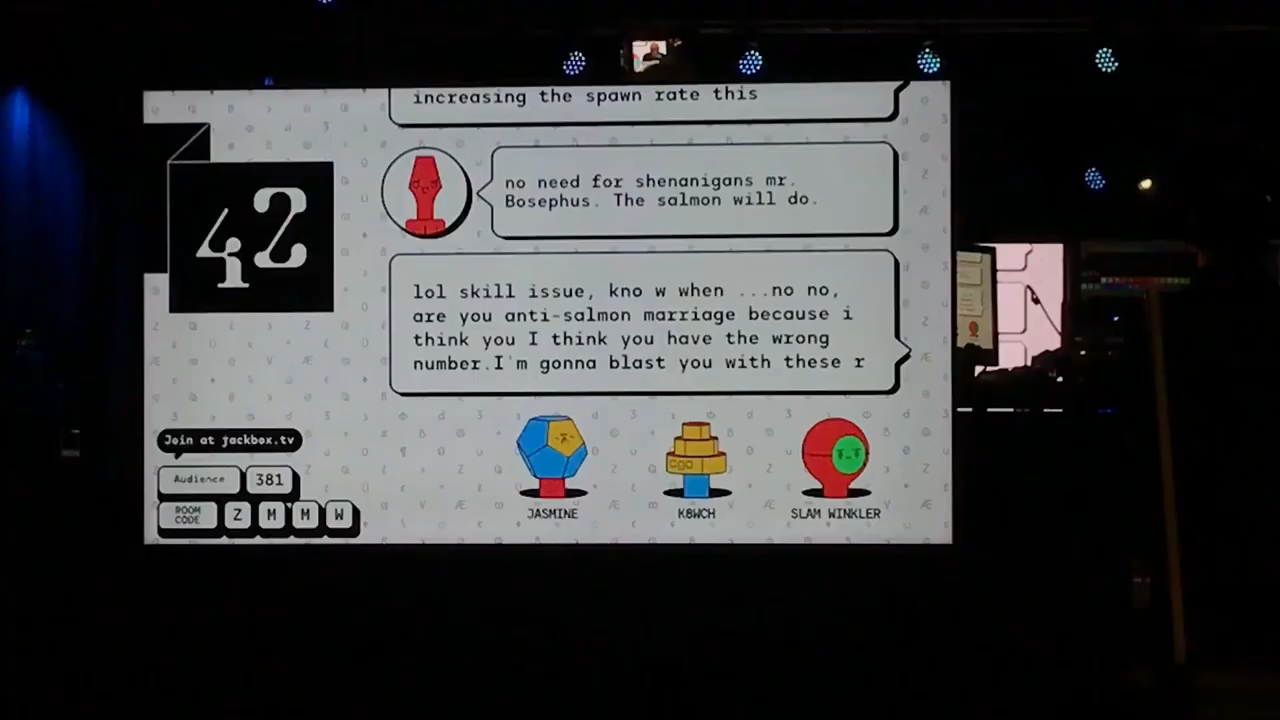 increasing the spawn rate this
no need for shenanigans mr.
Bosephus. The salmon will do.
42
lol skill issue, kno w when ...no no,
are you anti-salmon marriage because i
think you I think you have the wrong
number.I'm gonna blast you with these r
Join at jackbox.tv
Audience 381
ROOM
CODE
Z M M W
JASMINE
K8WCH
SLAM WINKLER